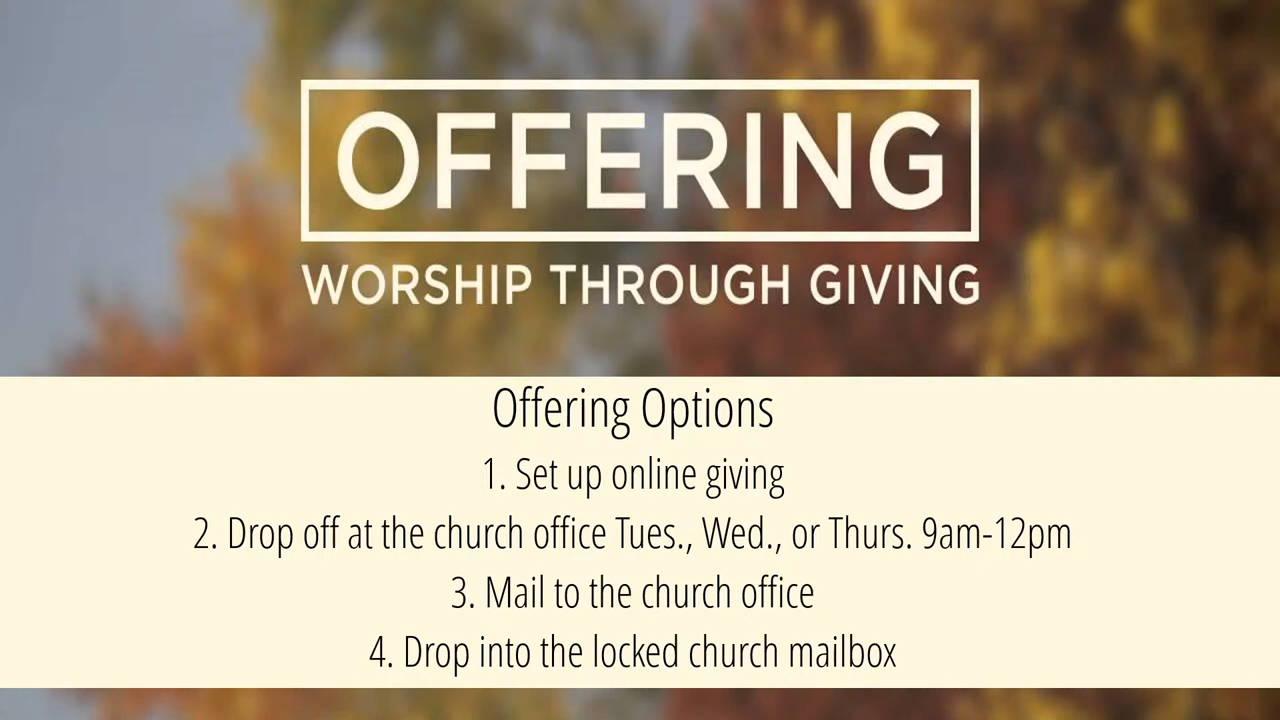 OFFERING
WORSHIP THROUGH GIVING
Offering Options
1. Set up online giving
2. Drop off at the church office Tues., Wed., or Thurs. 9am-12pm
3. Mail to the church office
4. Drop into the locked church mailbox